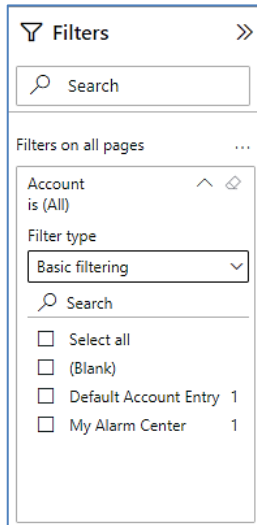 Filters
Search
Filters on all pages ...
Account
is (All)
Filter type
Basic filtering
Search
Select all
(Blank)
Default Account Entry 1
My Alarm Center 1